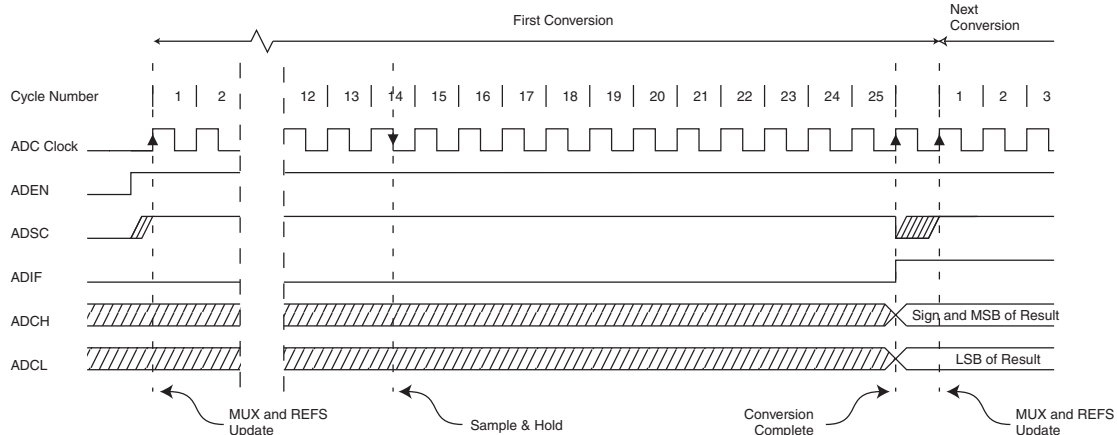 First Conversion
Next
Conversion
Cycle Number 1 2 12 13 14 15 16 17 18 19 20 21 22 23 24 25 1 2 3
ADC Clock
ADEN
ADSC
ADIF
ADCH Sign and MSB of Result
ADCL LSB of Result
MUX and REFS
Update
Sample & Hold
Conversion
Complete
MUX and REFS
Update